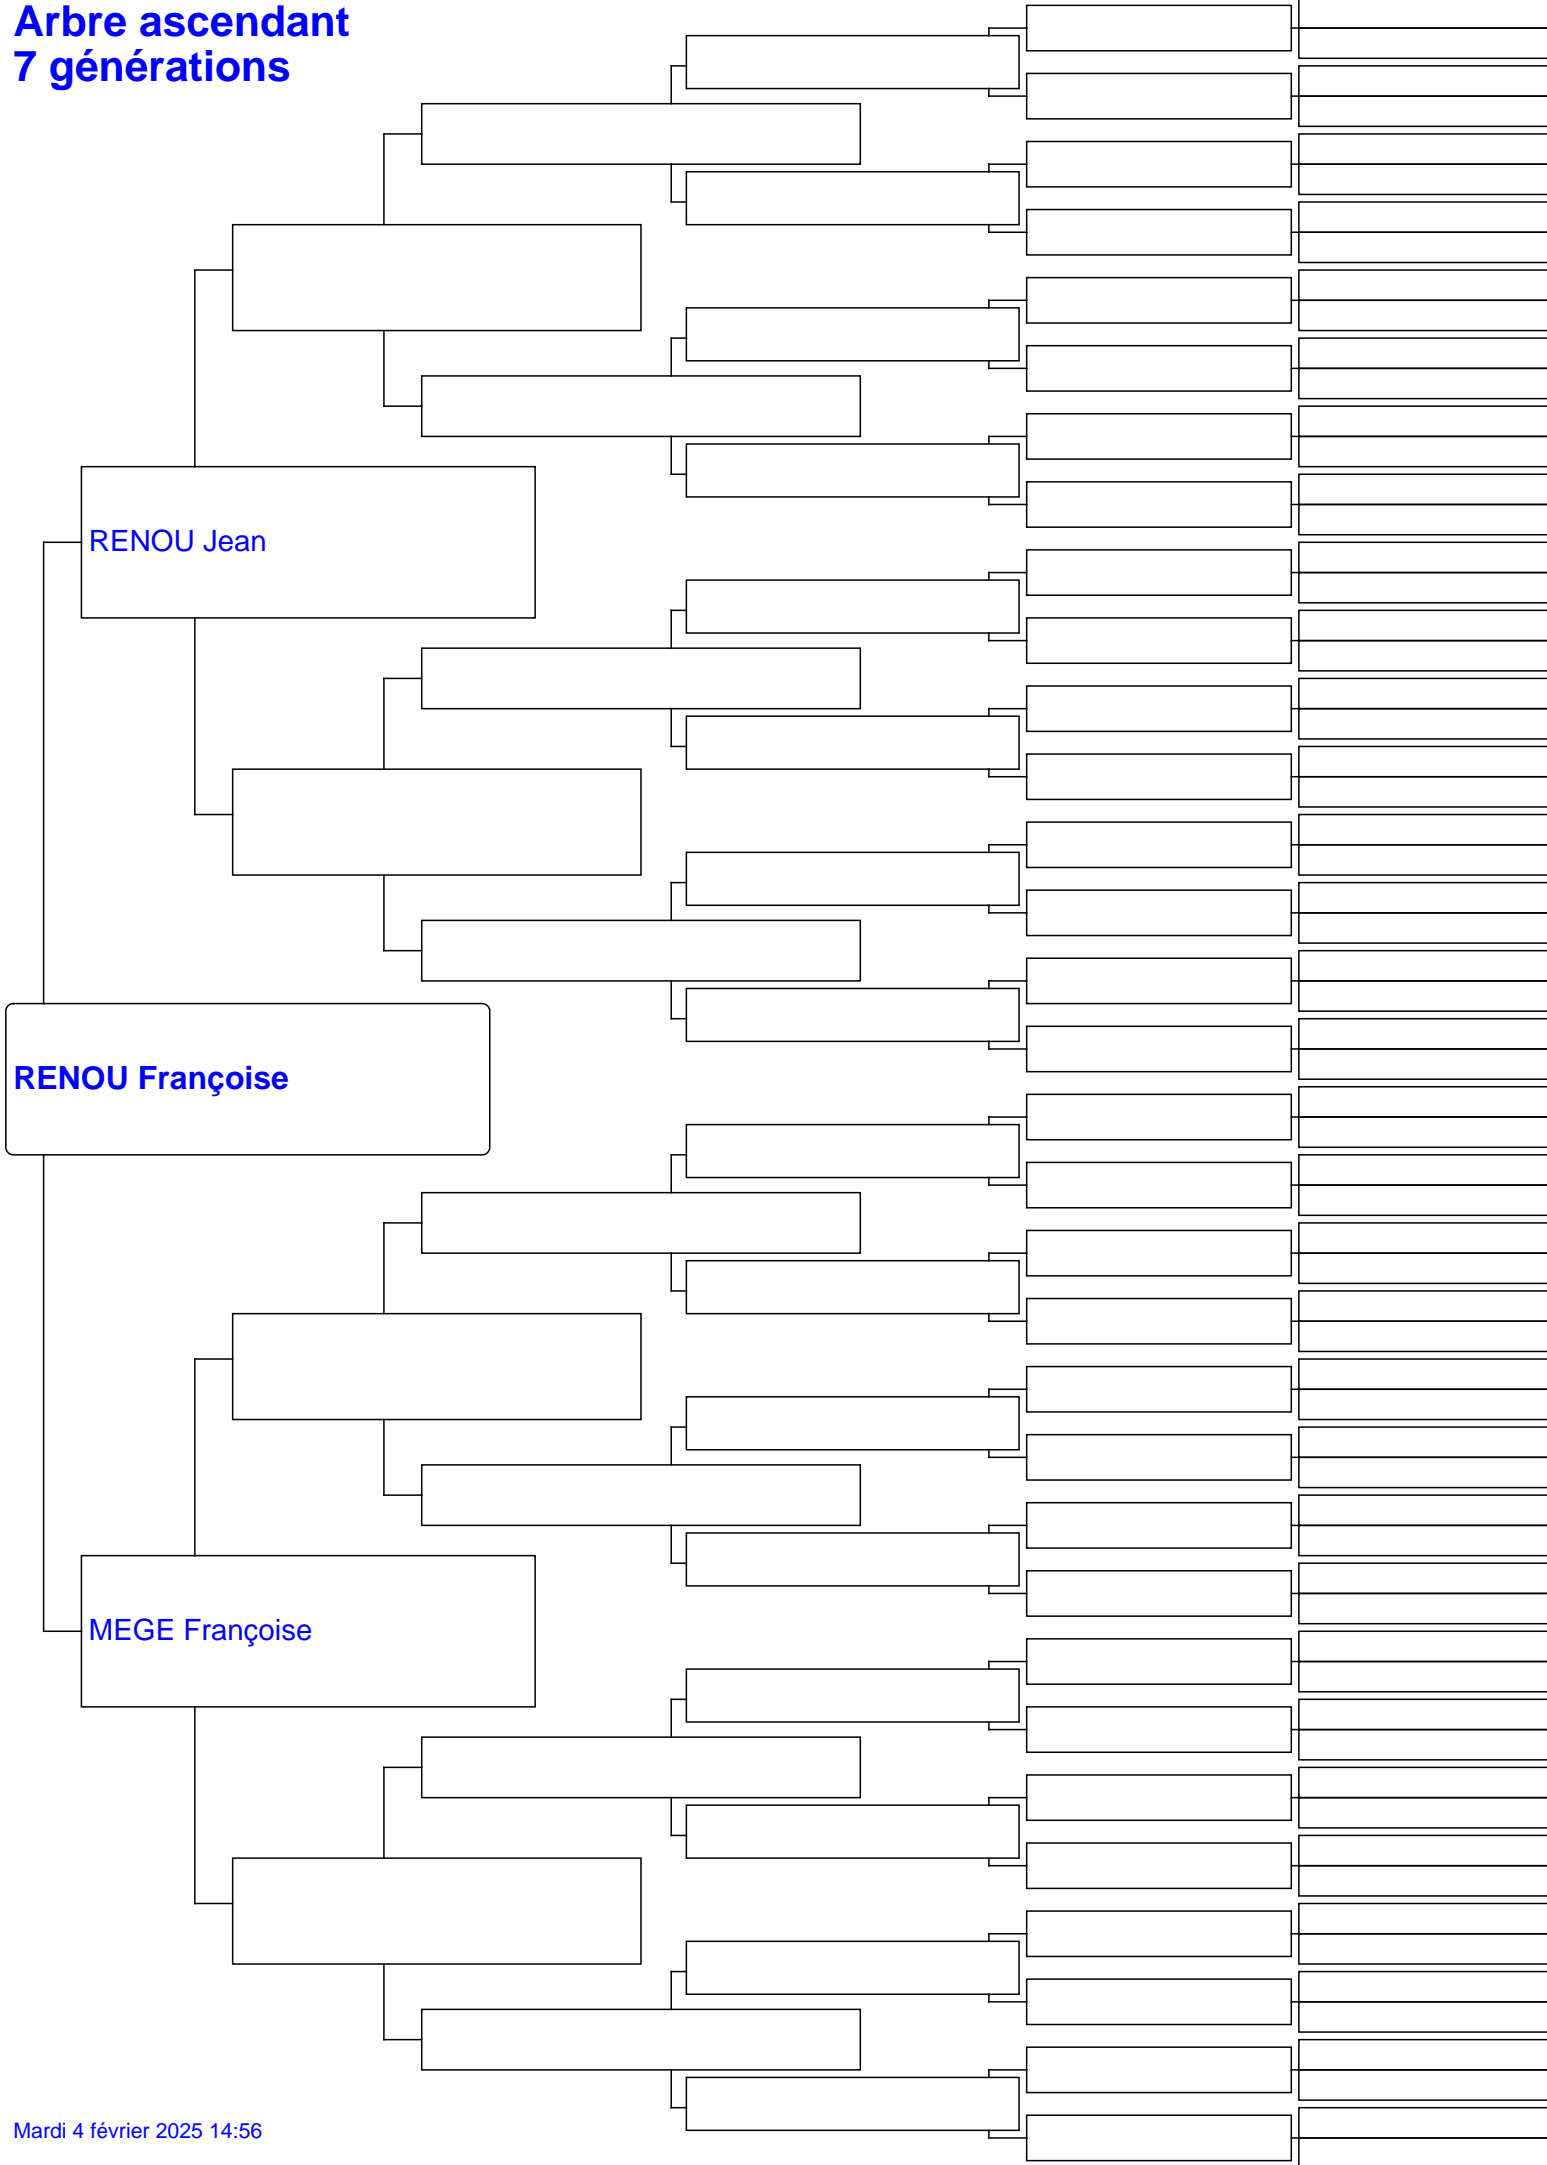 Arbre ascendant
7 générations
RENOU Jean
RENOU Françoise
MEGE Françoise
Mardi 4 février 2025 14:56